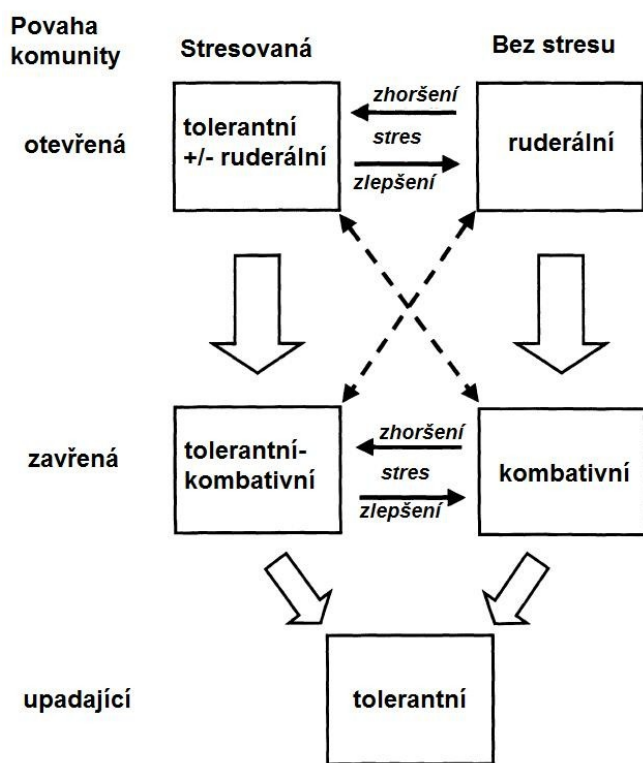 Povaha
komunity
Stresovaná
Bez stresu
otevřená
tolerantní
+/- ruderální
zhoršení
stres
zlepšení
ruderální
zavřená
tolerantní-
kombativní
zhoršení
stres
zlepšení
kombativní
upadající
tolerantní